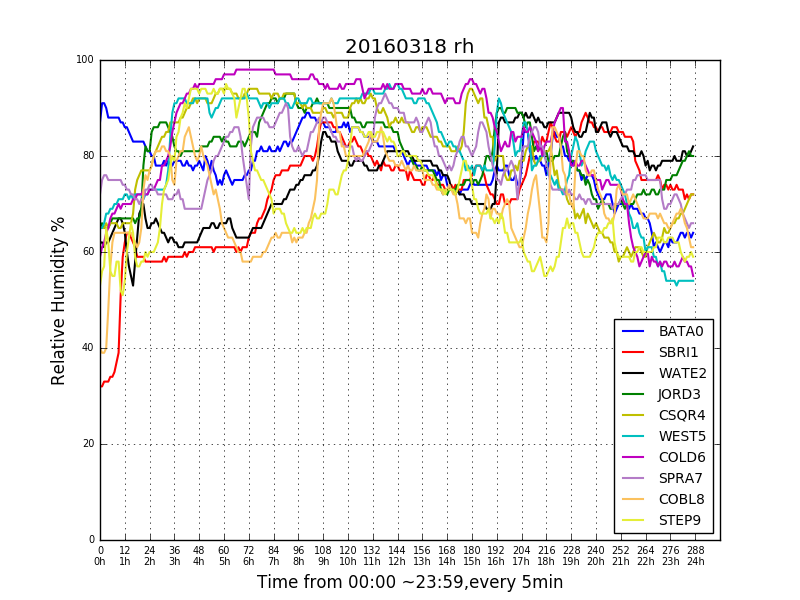 20160318 rh
Relative Humidity %
100
80
60
40
20
0
0 12 24 36 48 60 72 84 96 108 120 132 144 156 168 180 192 204 216 228 240 252 264 276 288
0h 1h 2h 3h 4h 5h 6h 7h 8h 9h 10h 11h 12h 13h 14h 15h 16h 17h 18h 19h 20h 21h 22h 23h 24h
Time from 00:00 ~23:59,every 5min
BATA0
SBRI1
WATE2
JORD3
CSQR4
WEST5
COLD6
SPRA7
COBL8
STEP9